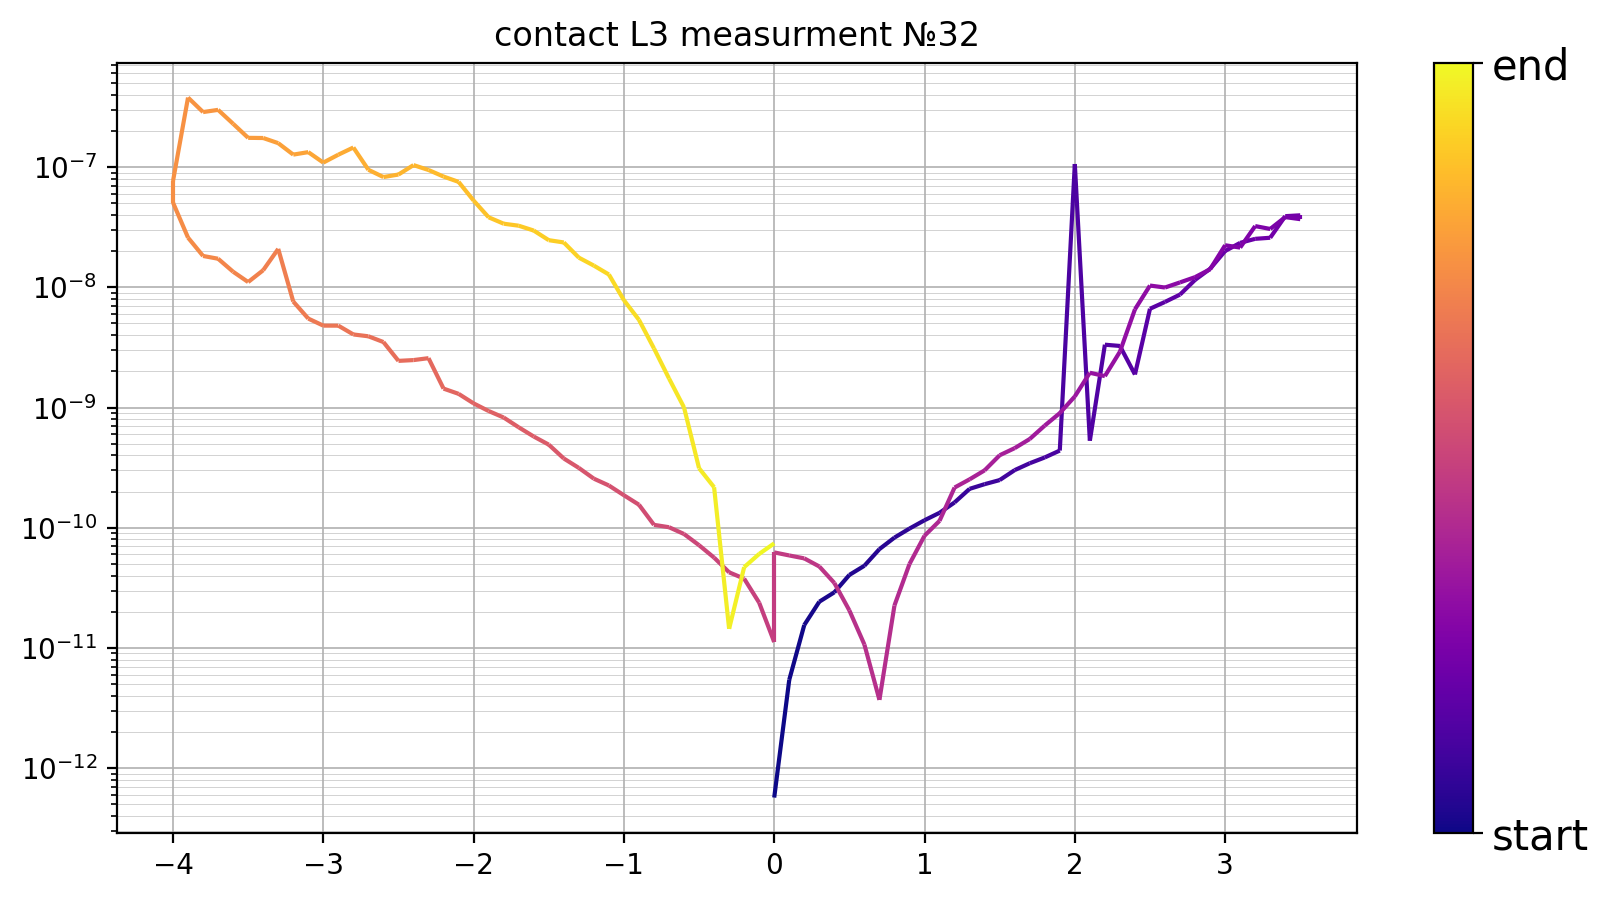 contact L3 measurment №32
end
10⁻⁷
10⁻⁸
10⁻⁹
10⁻¹⁰
10⁻¹¹
10⁻¹²
start
−4 −3 −2 −1 0 1 2 3